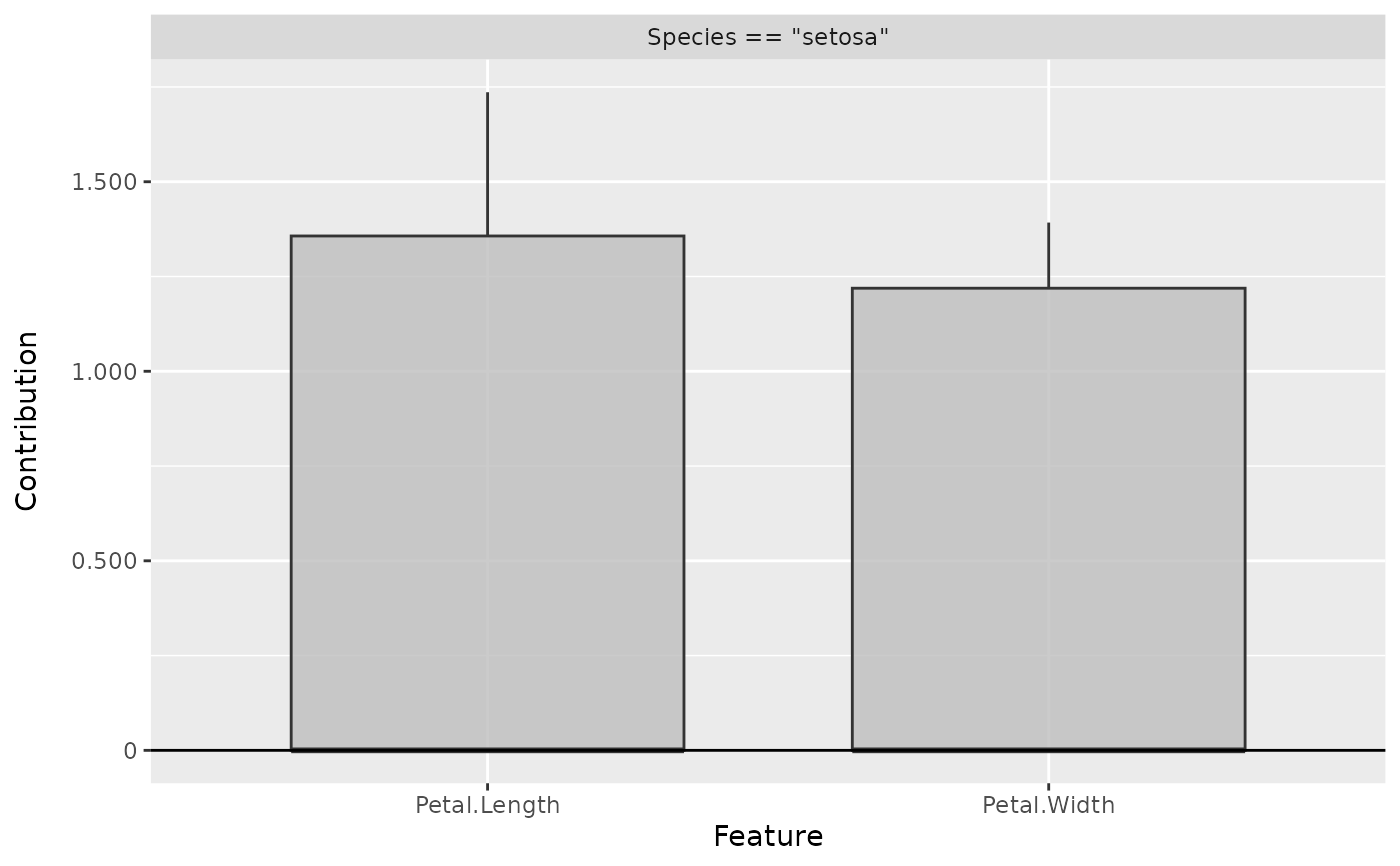 Species == "setosa"
Contribution
1.500
1.000
0.500
0
Petal.Length
Petal.Width
Feature